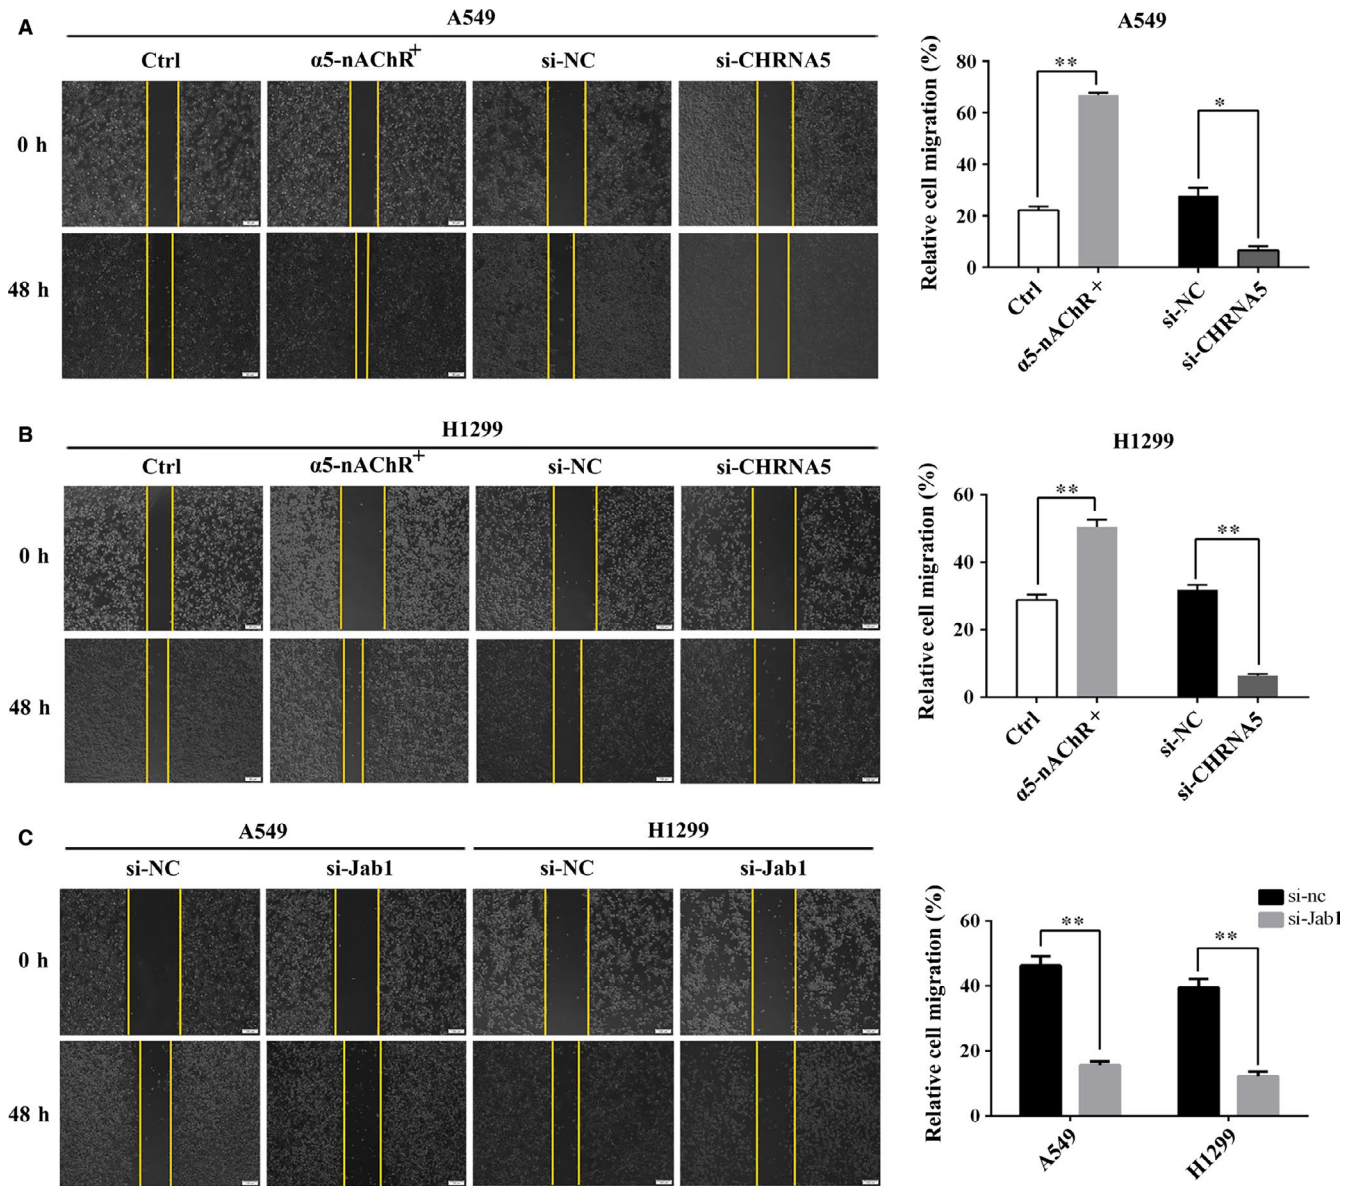 A
A549
Ctrl
α5-nAChR+
si-NC
si-CHRNA5
0 h
48 h
A549
Relative cell migration (%)
80
60
40
20
0
**
*
Ctrl
α5-nAChR +
si-NC
si-CHRNA5
B
H1299
Ctrl
α5-nAChR+
si-NC
si-CHRNA5
0 h
48 h
H1299
Relative cell migration (%)
60
40
20
0
**
**
Ctrl
α5-nAChR +
si-NC
si-CHRNA5
C
A549
H1299
si-NC
si-Jab1
si-NC
si-Jab1
0 h
48 h
Relative cell migration (%)
60
40
20
0
**
**
si-nc
si-Jab1
A549
H1299